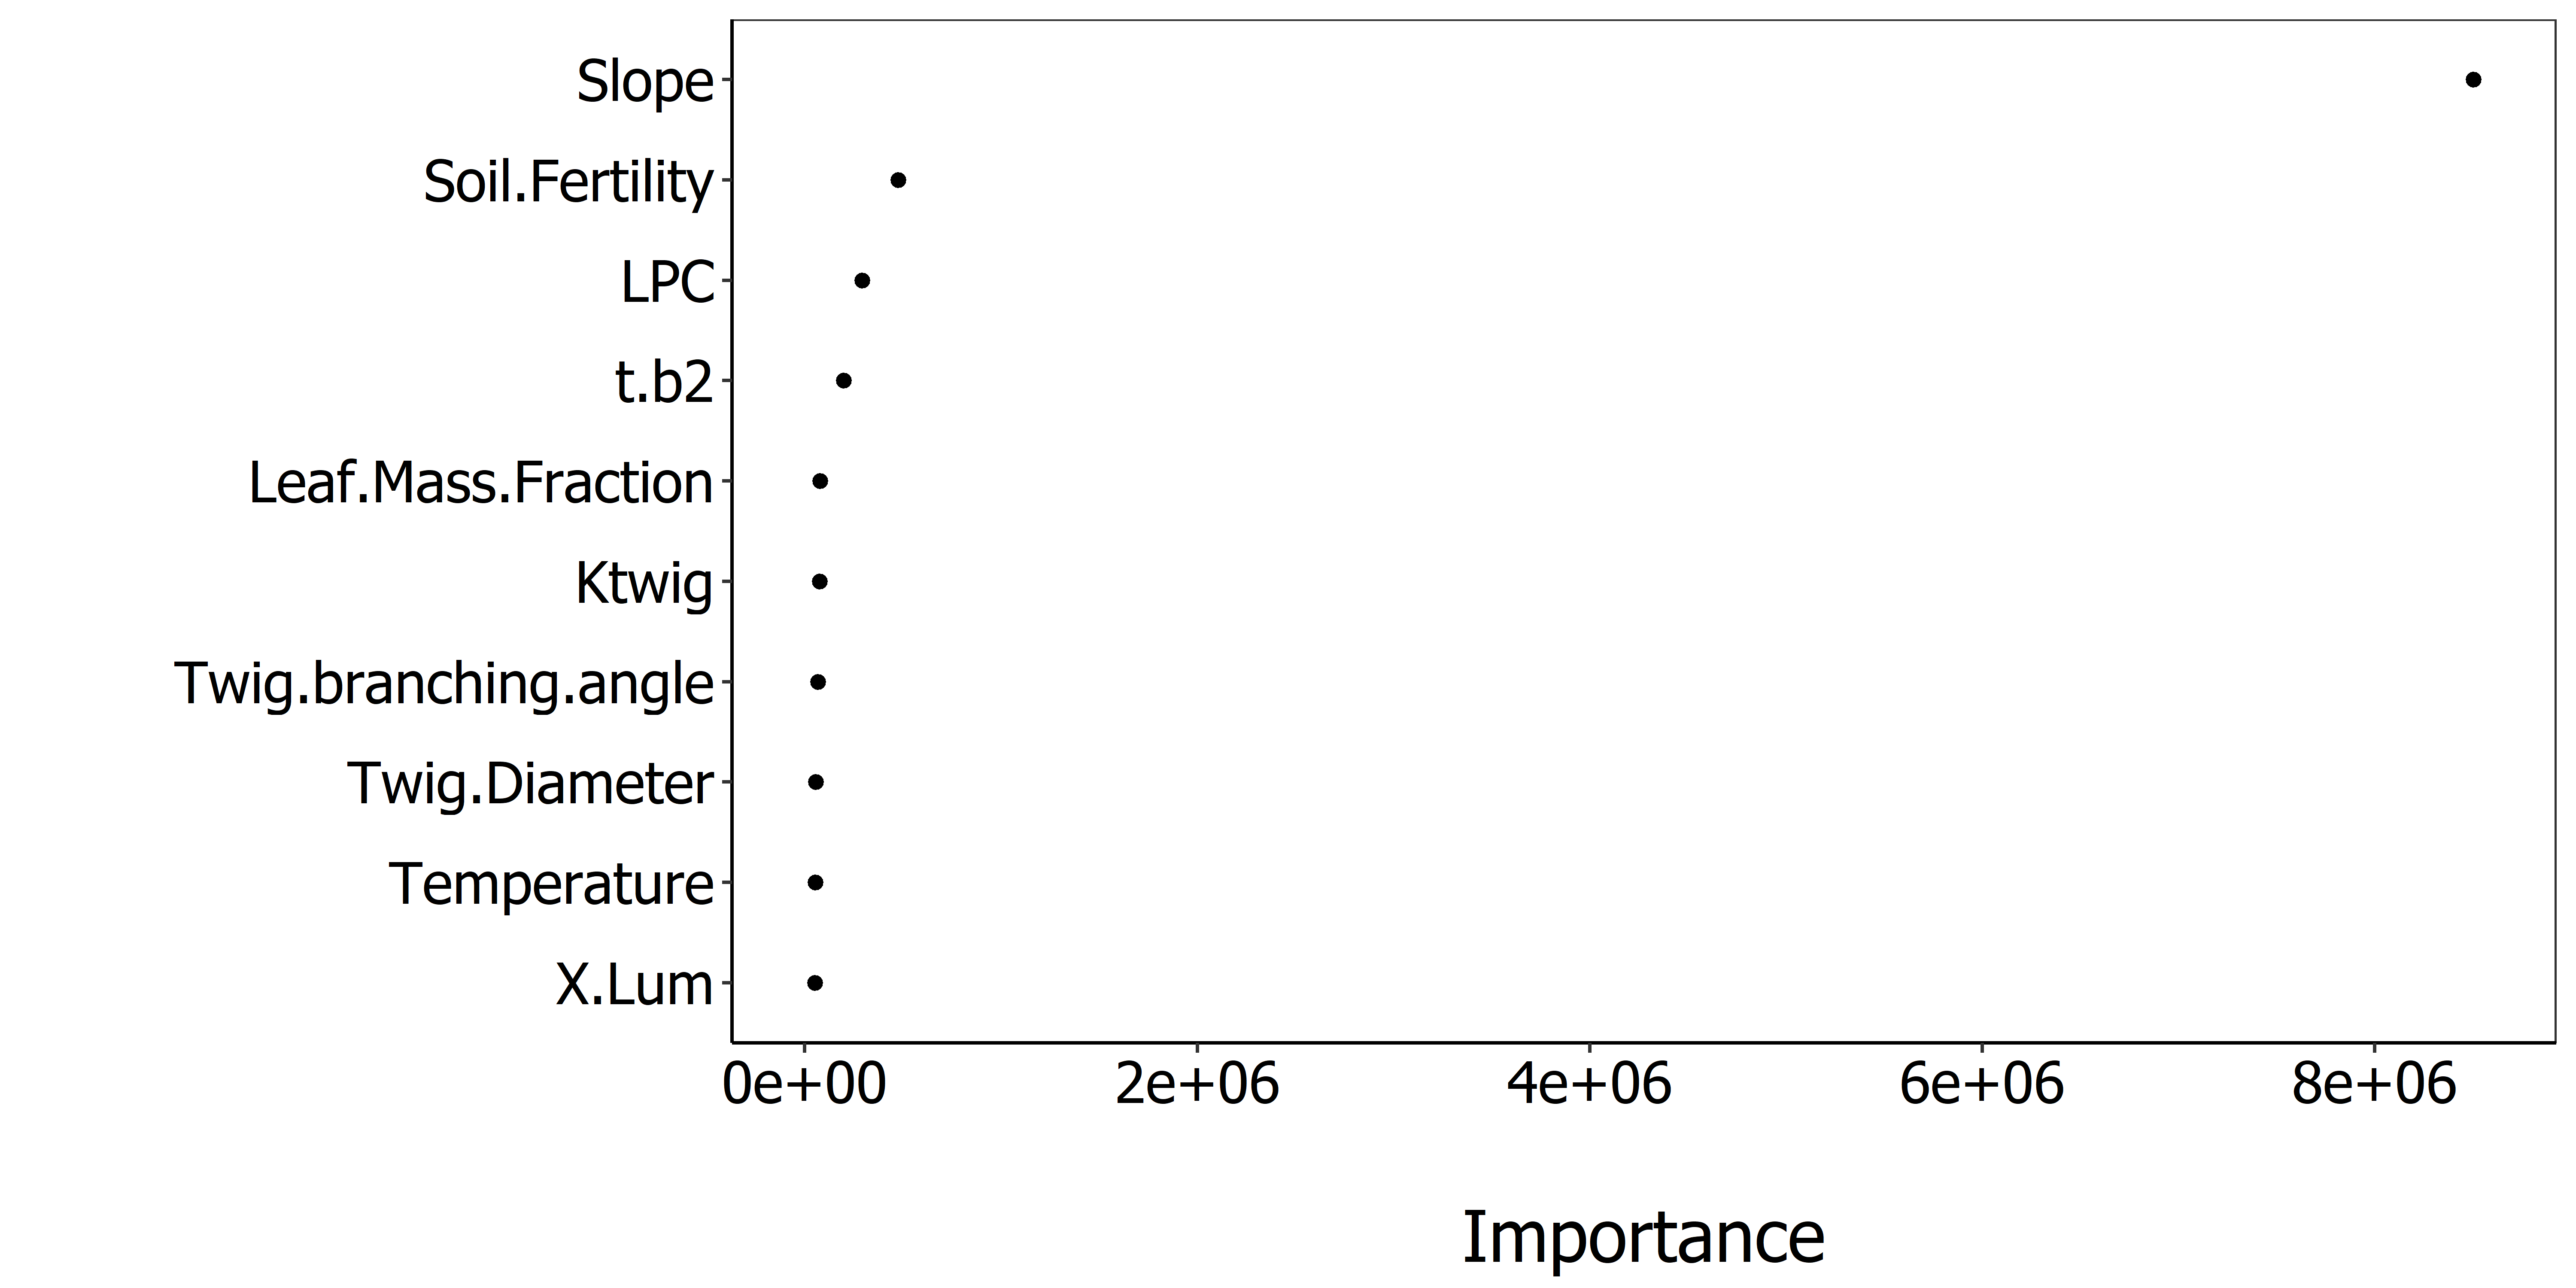 Slope
Soil.Fertility
LPC
t.b2
Leaf.Mass.Fraction
Ktwig
Twig.branching.angle
Twig.Diameter
Temperature
X.Lum
0e+00 2e+06 4e+06 6e+06 8e+06
Importance